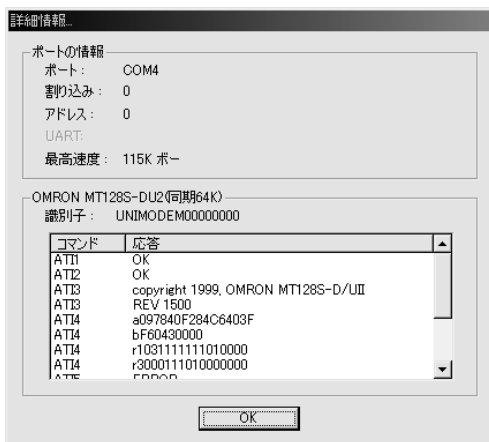 詳細情報...
ポートの情報
ポート： COM4
割り込み： 0
アドレス： 0
UART:
最高速度： 115K ボー
OMRON MT128S-DU2(同期64K)
識別子： UNIMODEM00000000
コマンド 応答
ATI1 OK
ATI2 OK
ATI3 copyright 1999, OMRON MT128S-D/UII
ATI3 REV 1500
ATI4 a097840F284C6403F
ATI4 bF60430000
ATI4 r1031111111010000
ATI4 r3000111010000000
ATI5 ERROR
OK